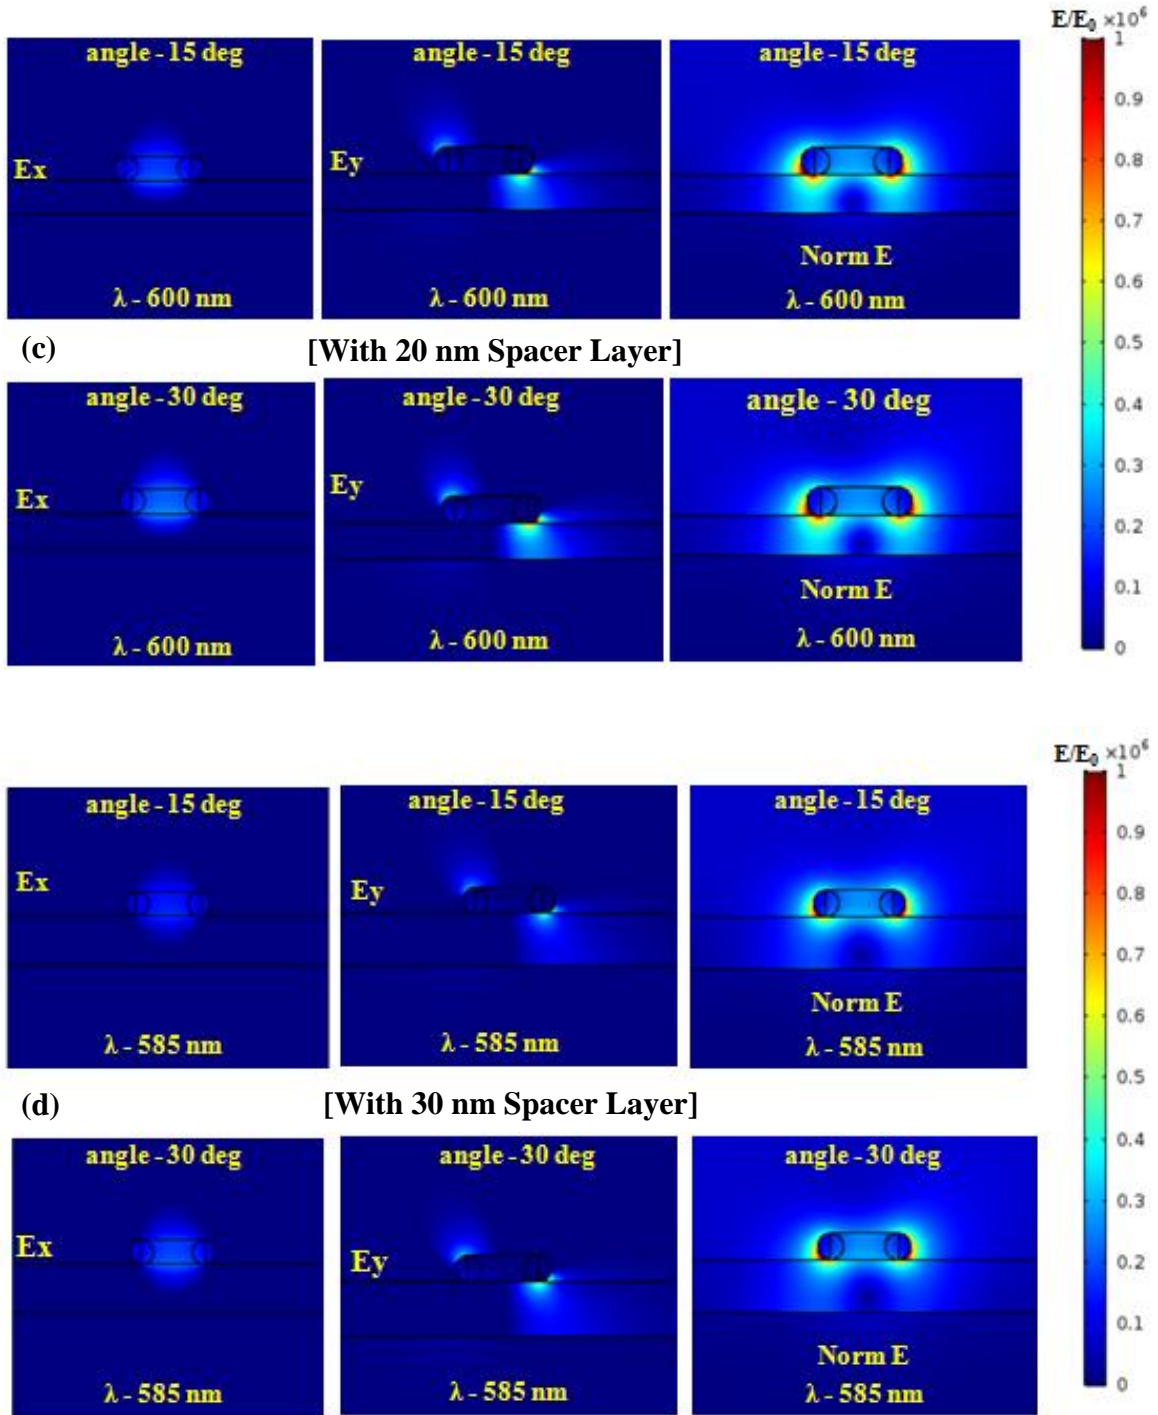 E/E₀ ×10⁶
angle - 15 deg
angle - 15 deg
angle - 15 deg
Ex
Ey
Norm E
λ - 600 nm
λ - 600 nm
λ - 600 nm
1
0.9
0.8
0.7
0.6
0.5
0.4
0.3
0.2
0.1
0
(c) [With 20 nm Spacer Layer]
angle - 30 deg
angle - 30 deg
angle - 30 deg
Ex
Ey
Norm E
λ - 600 nm
λ - 600 nm
λ - 600 nm
E/E₀ ×10⁶
angle - 15 deg
angle - 15 deg
angle - 15 deg
Ex
Ey
Norm E
λ - 585 nm
λ - 585 nm
λ - 585 nm
1
0.9
0.8
0.7
0.6
0.5
0.4
0.3
0.2
0.1
0
(d) [With 30 nm Spacer Layer]
angle - 30 deg
angle - 30 deg
angle - 30 deg
Ex
Ey
Norm E
λ - 585 nm
λ - 585 nm
λ - 585 nm